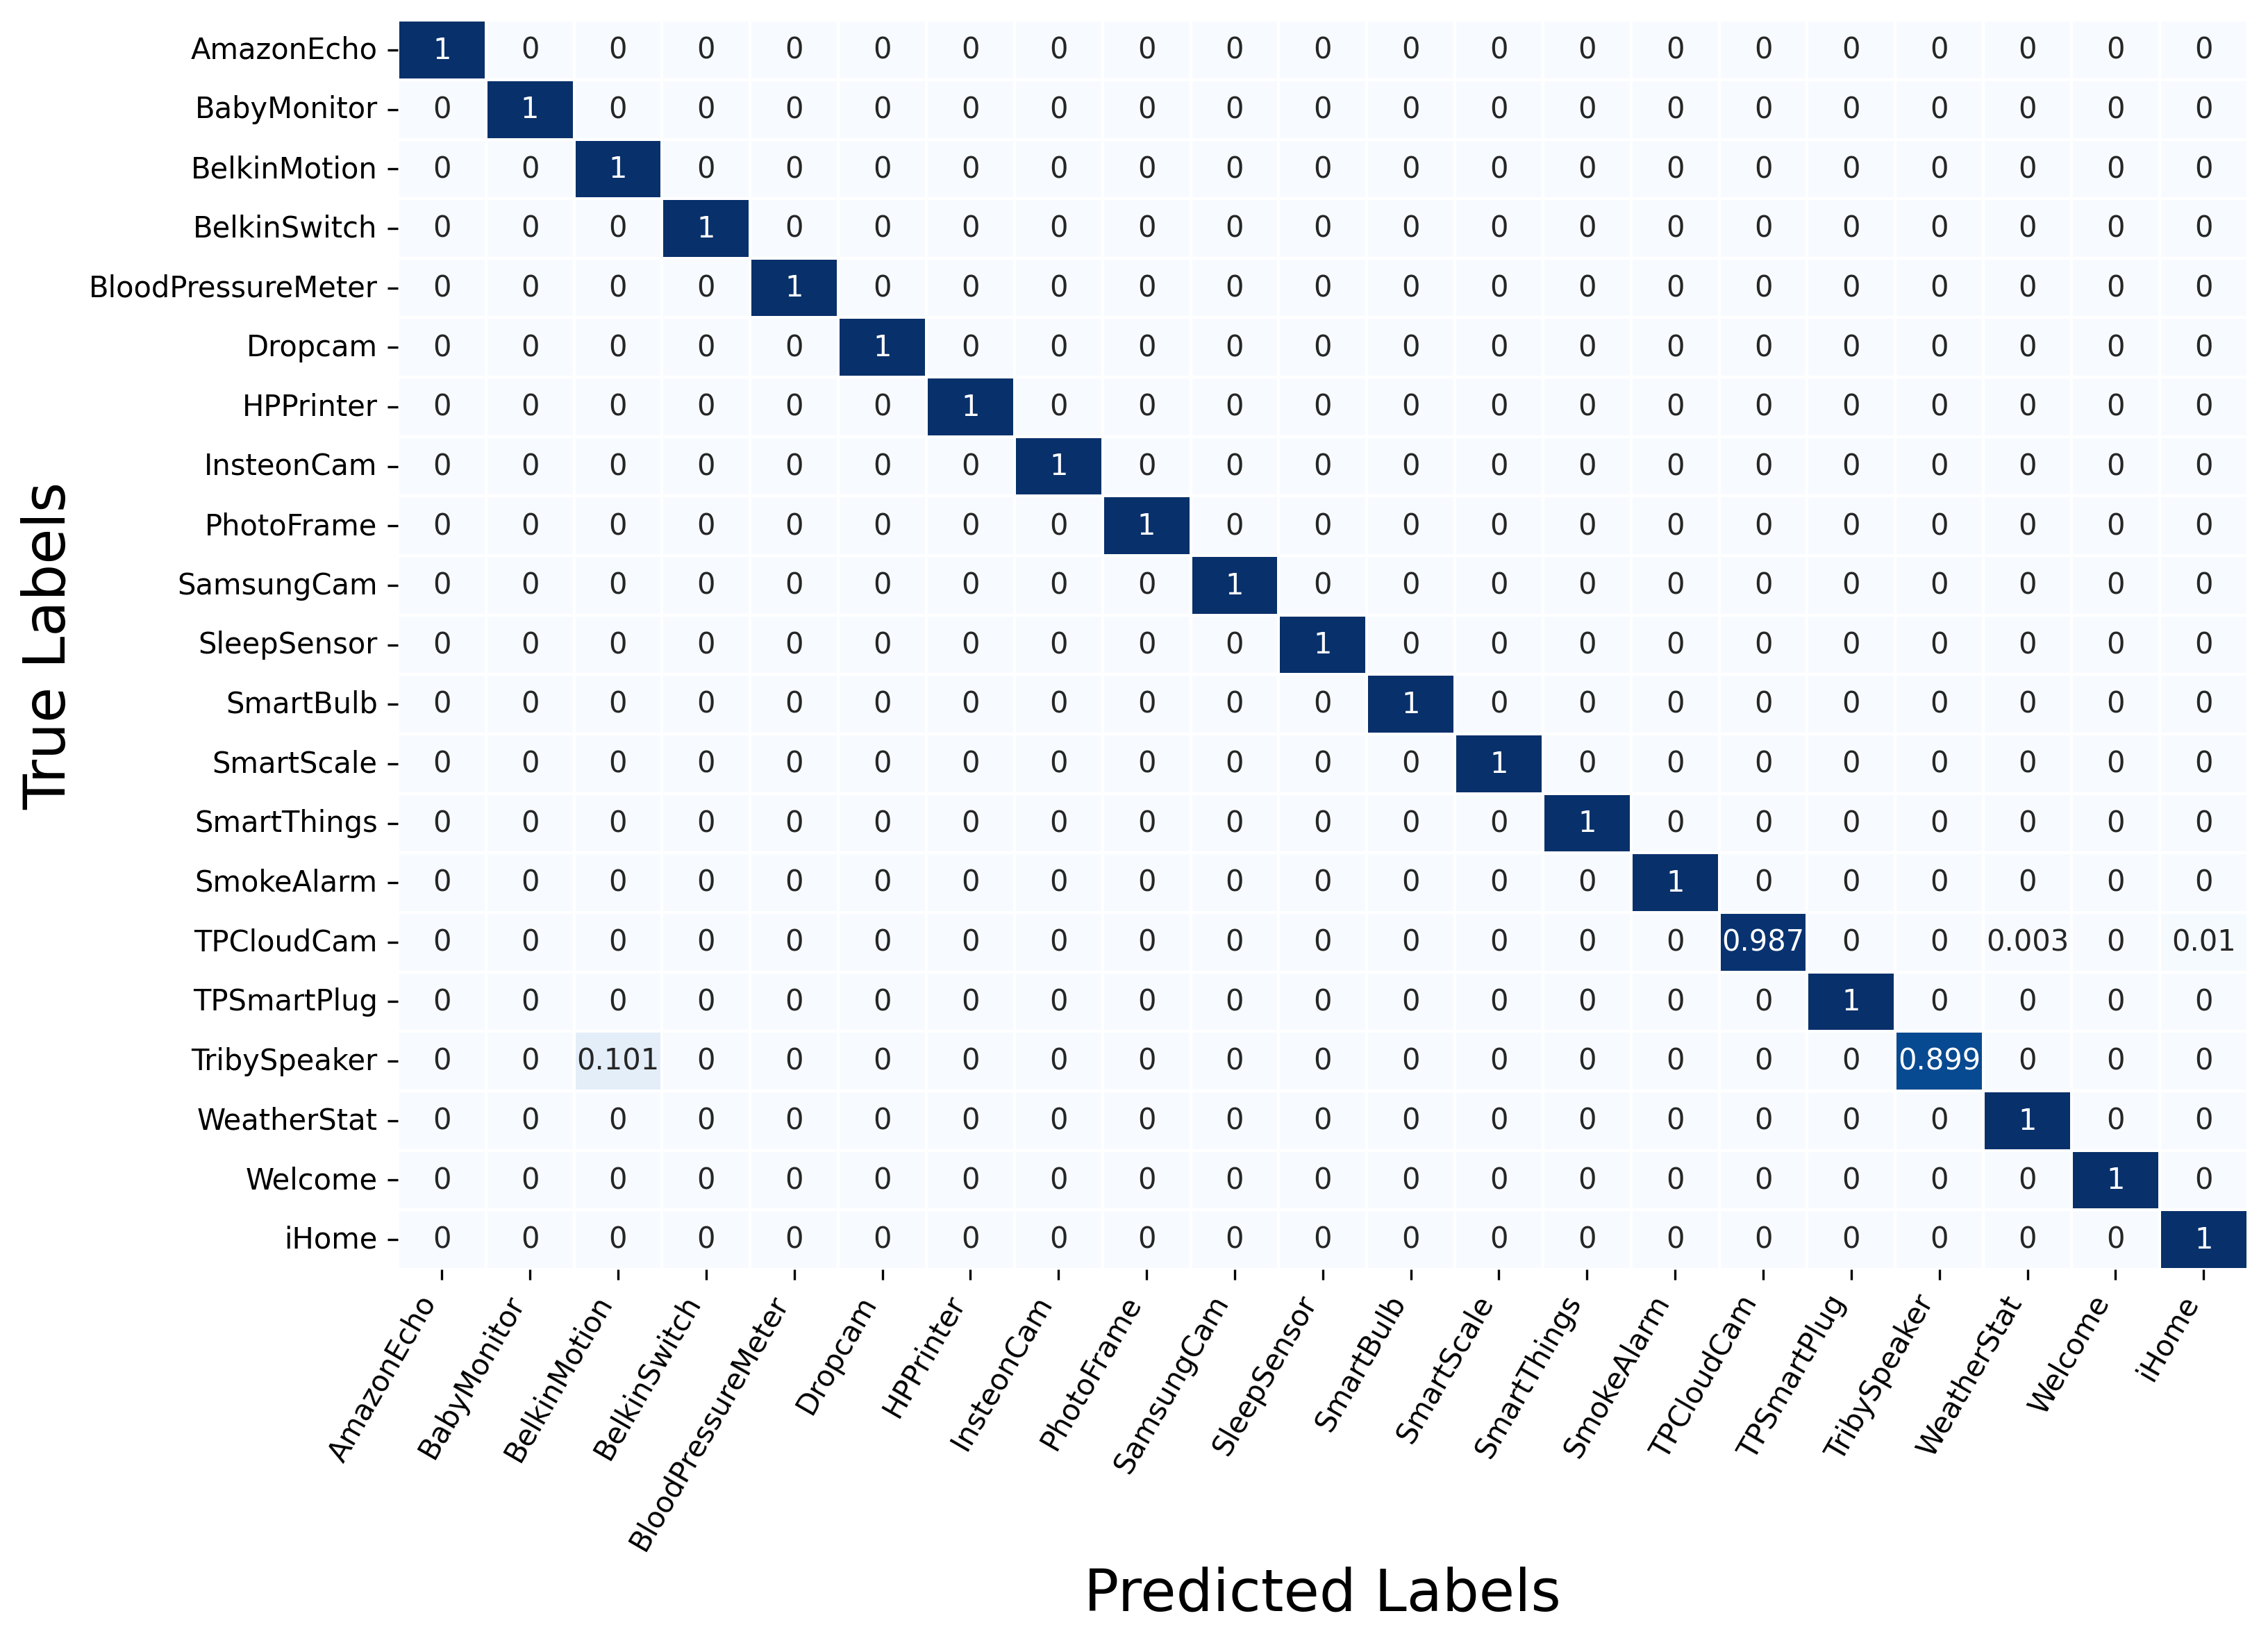 AmazonEcho 1 0 0 0 0 0 0 0 0 0 0 0 0 0 0 0 0 0 0 0 0
BabyMonitor 0 1 0 0 0 0 0 0 0 0 0 0 0 0 0 0 0 0 0 0 0
BelkinMotion 0 0 1 0 0 0 0 0 0 0 0 0 0 0 0 0 0 0 0 0 0
BelkinSwitch 0 0 0 1 0 0 0 0 0 0 0 0 0 0 0 0 0 0 0 0 0
BloodPressureMeter 0 0 0 0 1 0 0 0 0 0 0 0 0 0 0 0 0 0 0 0 0
Dropcam 0 0 0 0 0 1 0 0 0 0 0 0 0 0 0 0 0 0 0 0 0
HPPrinter 0 0 0 0 0 0 1 0 0 0 0 0 0 0 0 0 0 0 0 0 0
InsteonCam 0 0 0 0 0 0 0 1 0 0 0 0 0 0 0 0 0 0 0 0 0
PhotoFrame 0 0 0 0 0 0 0 0 1 0 0 0 0 0 0 0 0 0 0 0 0
SamsungCam 0 0 0 0 0 0 0 0 0 1 0 0 0 0 0 0 0 0 0 0 0
SleepSensor 0 0 0 0 0 0 0 0 0 0 1 0 0 0 0 0 0 0 0 0 0
SmartBulb 0 0 0 0 0 0 0 0 0 0 0 1 0 0 0 0 0 0 0 0 0
SmartScale 0 0 0 0 0 0 0 0 0 0 0 0 1 0 0 0 0 0 0 0 0
SmartThings 0 0 0 0 0 0 0 0 0 0 0 0 0 1 0 0 0 0 0 0 0
SmokeAlarm 0 0 0 0 0 0 0 0 0 0 0 0 0 0 1 0 0 0 0 0 0
TPCloudCam 0 0 0 0 0 0 0 0 0 0 0 0 0 0 0 0.987 0 0 0.003 0 0.01
TPSmartPlug 0 0 0 0 0 0 0 0 0 0 0 0 0 0 0 0 1 0 0 0 0
TribySpeaker 0 0 0.101 0 0 0 0 0 0 0 0 0 0 0 0 0 0 0.899 0 0 0
WeatherStat 0 0 0 0 0 0 0 0 0 0 0 0 0 0 0 0 0 0 1 0 0
Welcome 0 0 0 0 0 0 0 0 0 0 0 0 0 0 0 0 0 0 0 1 0
iHome 0 0 0 0 0 0 0 0 0 0 0 0 0 0 0 0 0 0 0 0 1
True Labels
AmazonEcho
BabyMonitor
BelkinMotion
BelkinSwitch
BloodPressureMeter
Dropcam
HPPrinter
InsteonCam
PhotoFrame
SamsungCam
SleepSensor
SmartBulb
SmartScale
SmartThings
SmokeAlarm
TPCloudCam
TPSmartPlug
TribySpeaker
WeatherStat
Welcome
iHome
Predicted Labels